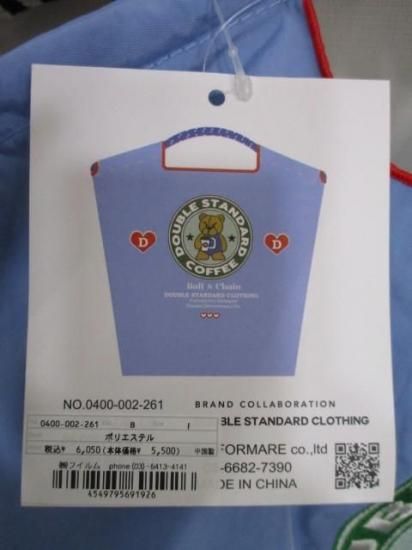 DOUBLE STANDARD
COFFEE
D
D
Ball & Chain
DOUBLE STANDARD CLOTHING
NO.0400-002-261
BRAND COLLABORATION
BLE STANDARD CLOTHING
FORMARE co.,ltd
-6682-7390
DE IN CHINA
0400-002-261 B F
ポリエステル
税込¥ 6,050(本体価格¥ 5,500) 中国製
㈱フイルム phone (03)-6413-4141
4549795691926